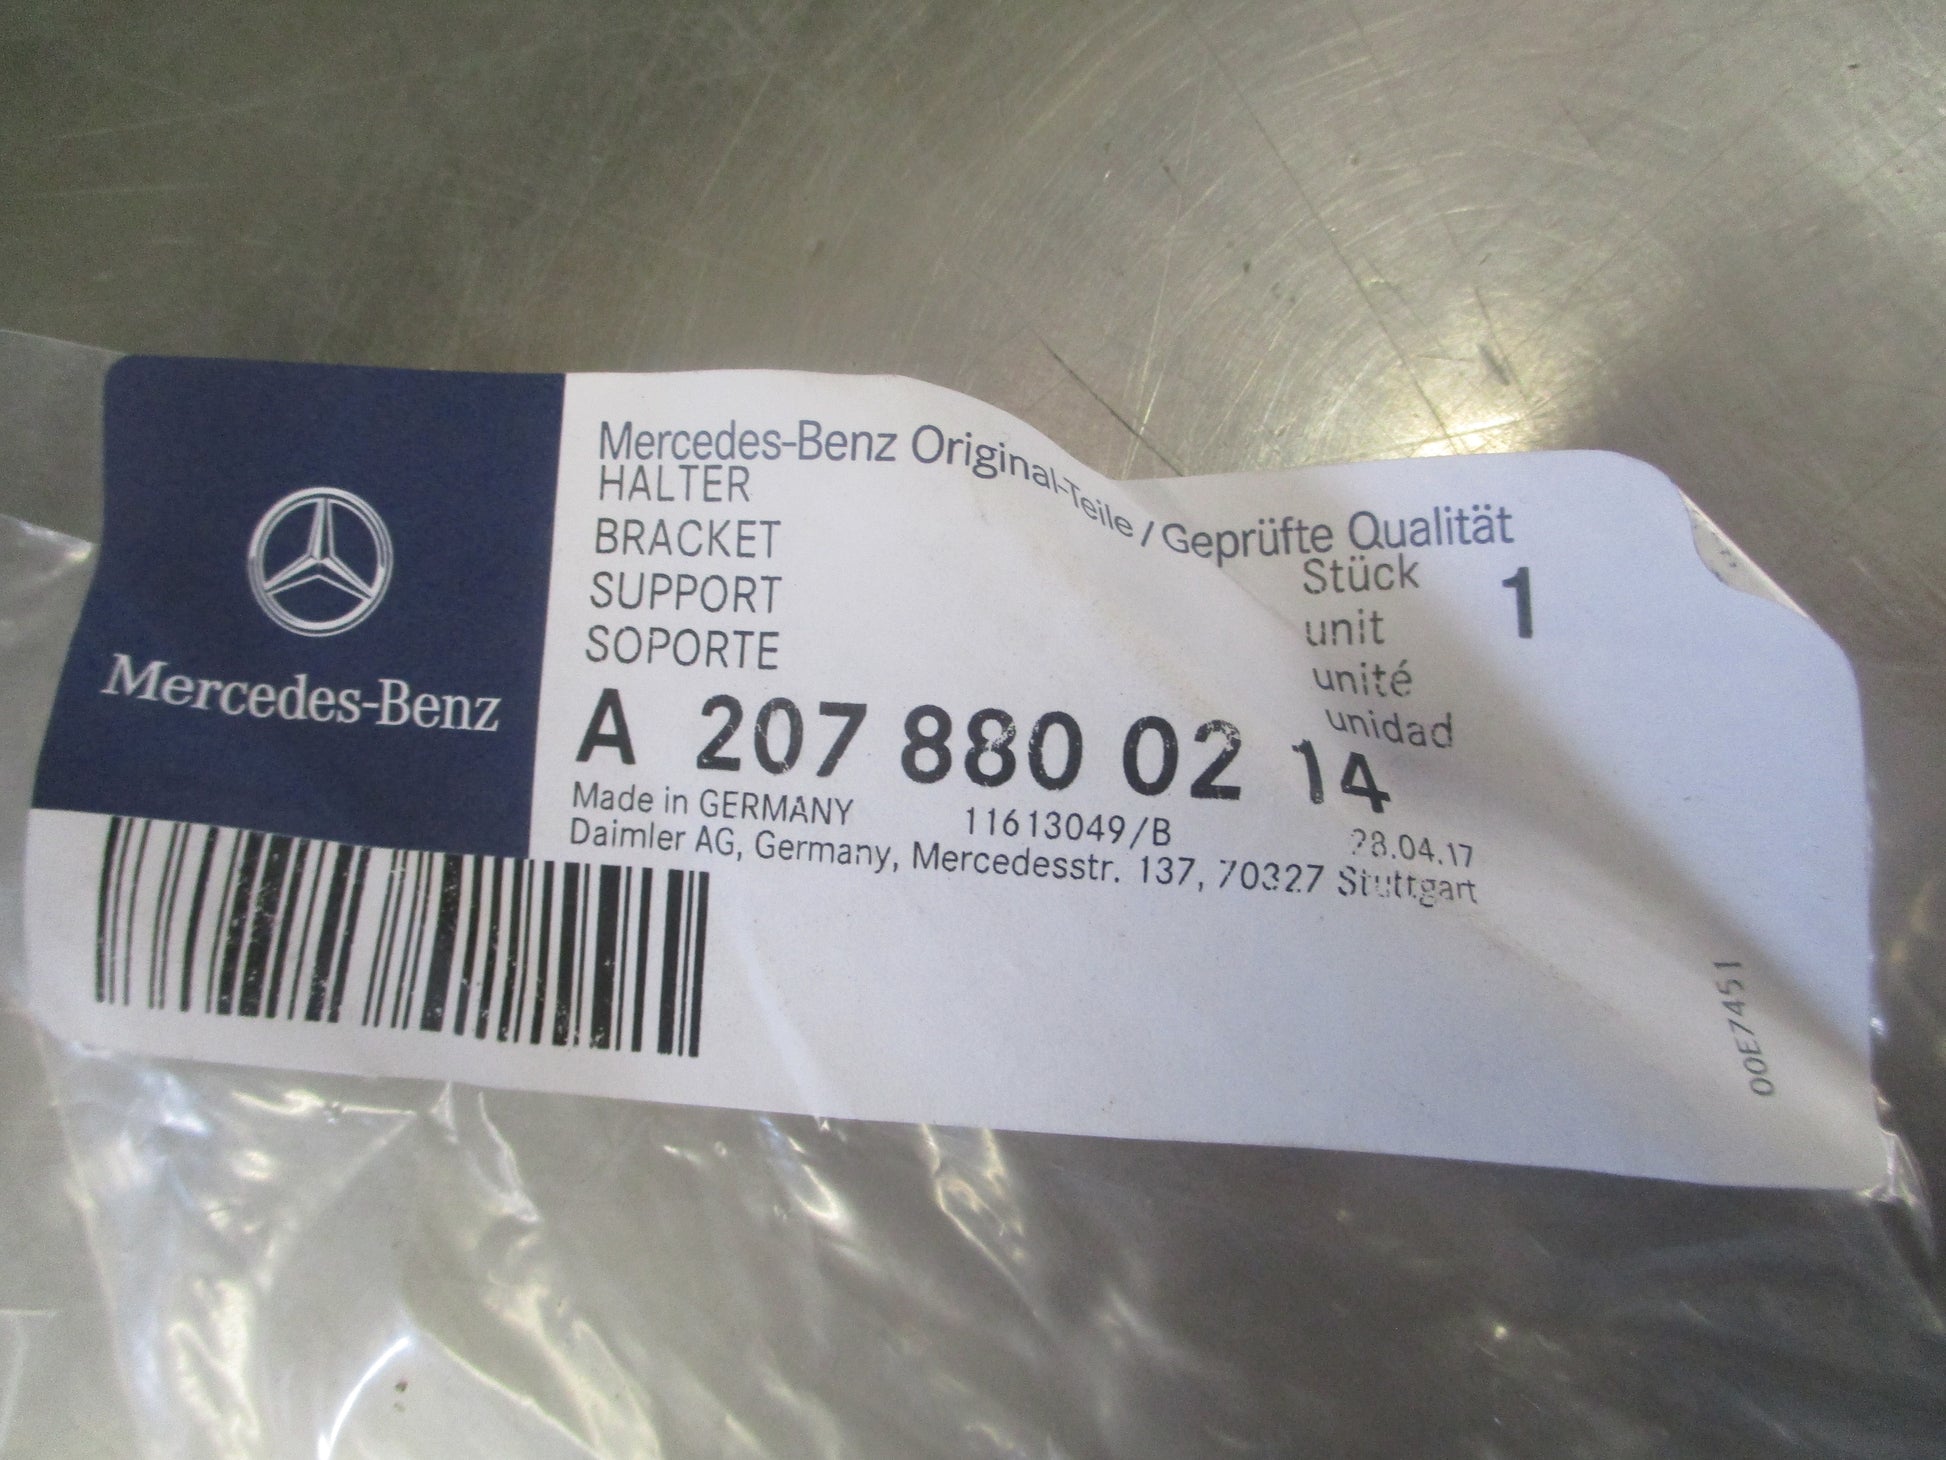 Mercedes-Benz
Mercedes-Benz Original-Teile / Geprüfte Qualität
HALTER
BRACKET
SUPPORT
SOPORTE
Stück
unit
unité
unidad
1
A 207 880 02 14
Made in GERMANY 11613049/B 28.04.17
Daimler AG, Germany, Mercedesstr. 137, 70327 Stuttgart
00E7451